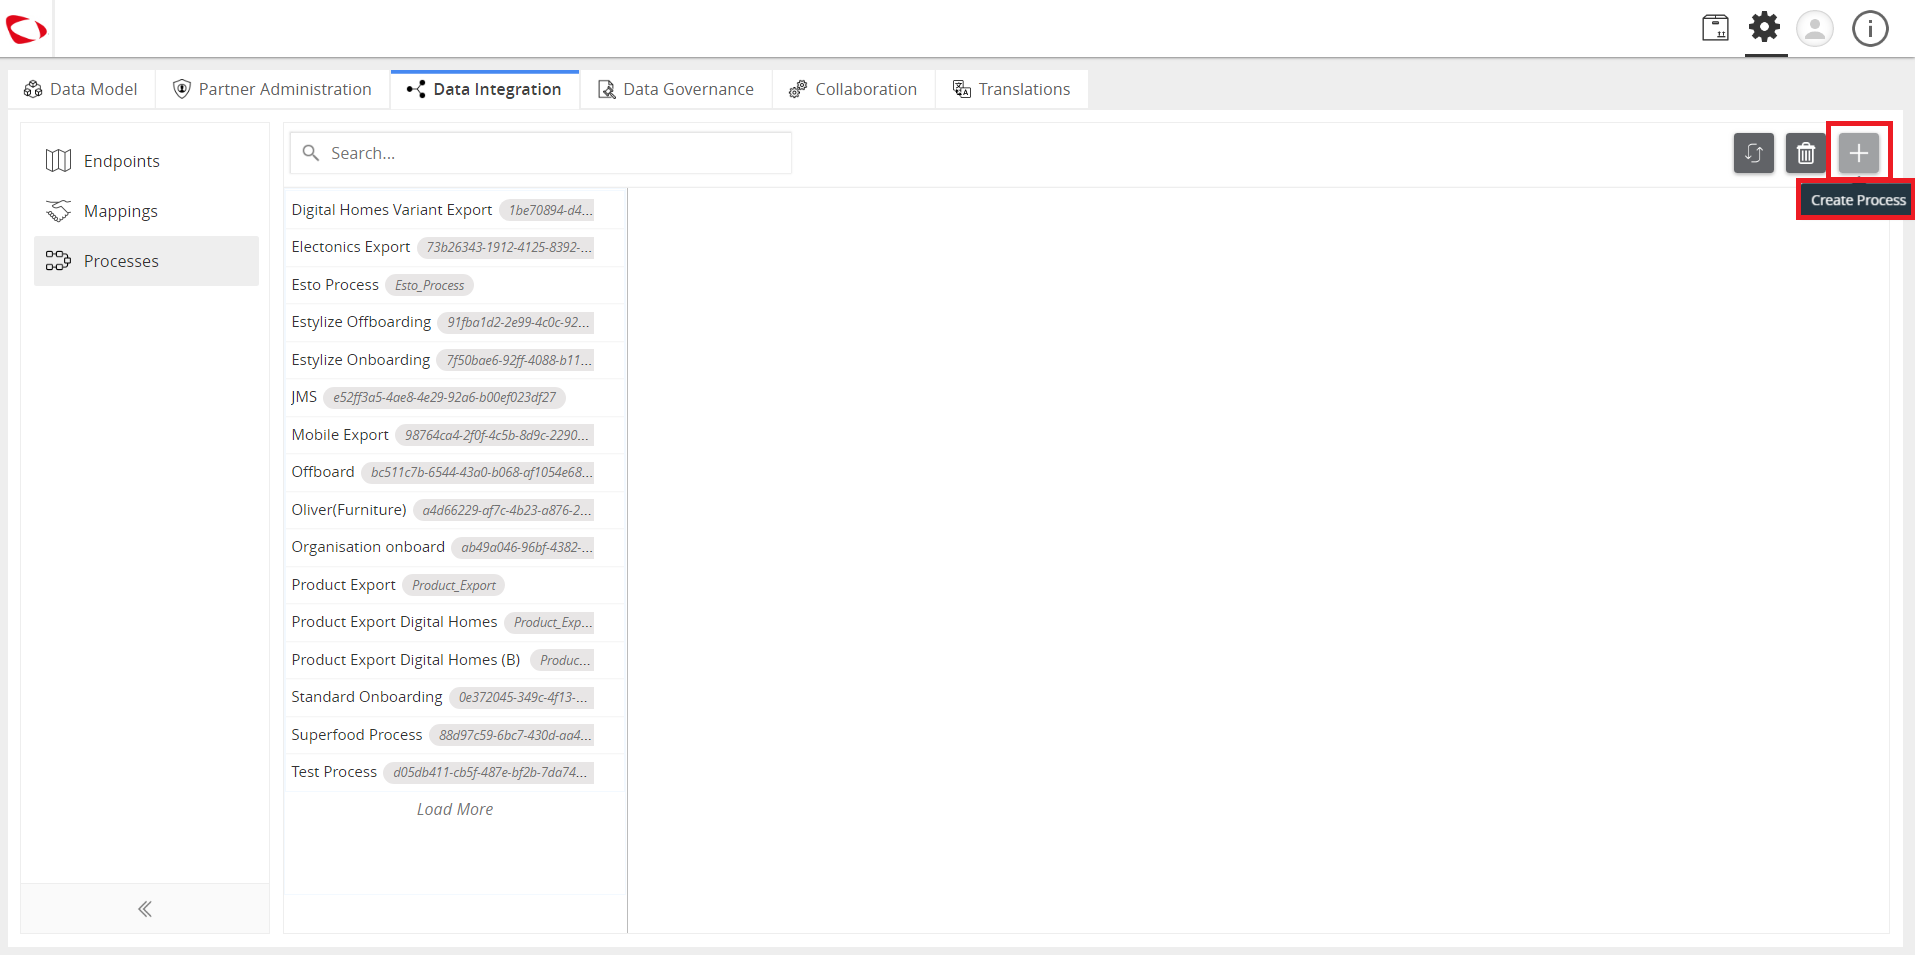 Data Model
Partner Administration
Data Integration
Data Governance
Collaboration
Translations
Endpoints
Mappings
Processes
Search...
Create Process
Digital Homes Variant Export 1be70894-d4...
Electonics Export 73b26343-1912-4125-8392-...
Esto Process Esto_Process
Estylize Offboarding 91fba1d2-2e99-4c0c-92...
Estylize Onboarding 7f50bae6-92ff-4088-b11...
JMS e52ff3a5-4ae8-4e29-92a6-b00ef023df27
Mobile Export 98764ca4-2f0f-4c5b-8d9c-2290...
Offboard bc511c7b-6544-43a0-b068-af1054e68...
Oliver(Furniture) a4d66229-af7c-4b23-a876-2...
Organisation onboard ab49a046-96bf-4382-...
Product Export Product_Export
Product Export Digital Homes Product_Exp...
Product Export Digital Homes (B) Produc...
Standard Onboarding 0e372045-349c-4f13-...
Superfood Process 88d97c59-6bc7-430d-aa4...
Test Process d05db411-cb5f-487e-bf2b-7da74...
Load More